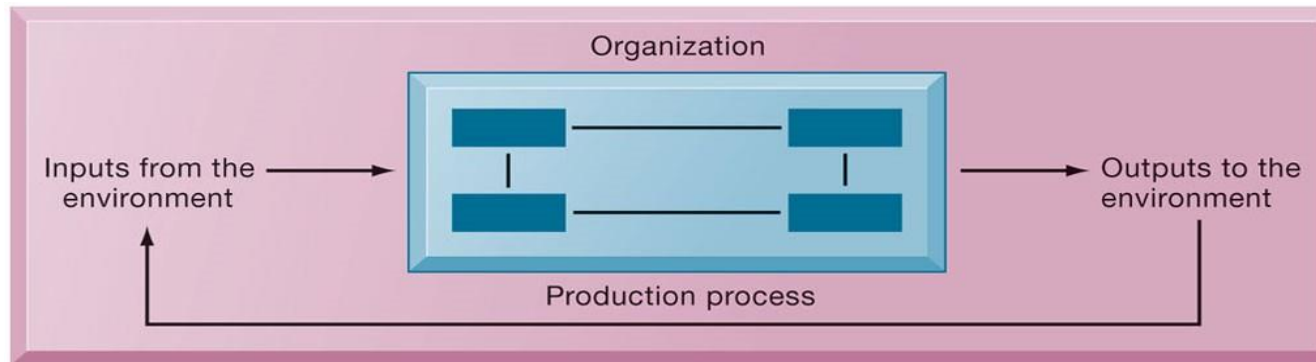 Organization
Inputs from the
environment
Outputs to the
environment
Production process